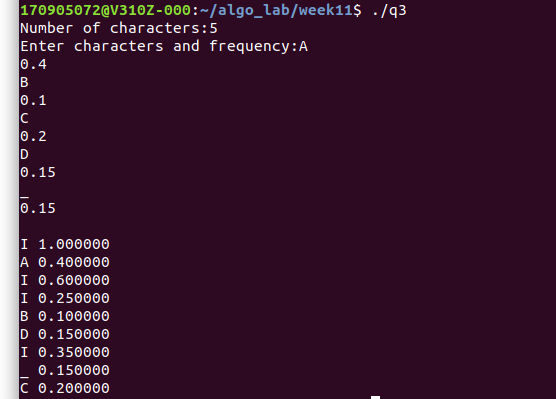 170905072@V310Z-000:~/algo_lab/week11$ ./q3
Number of characters:5
Enter characters and frequency:A
0.4
B
0.1
C
0.2
D
0.15
_
0.15
I 1.000000
A 0.400000
I 0.600000
I 0.250000
B 0.100000
D 0.150000
I 0.350000
_ 0.150000
C 0.200000